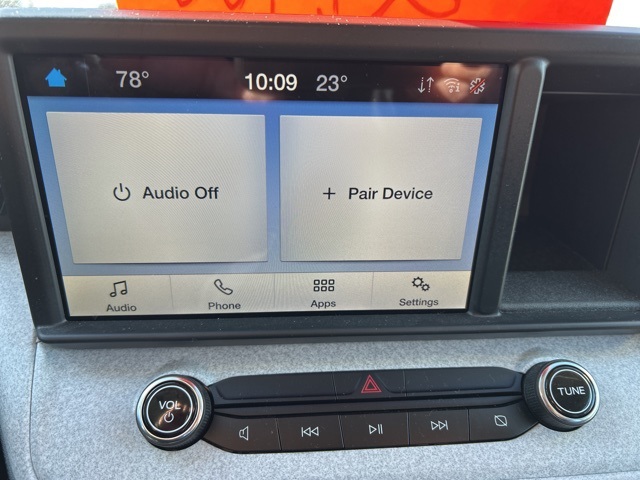 78° 10:09 23°
Audio Off
+ Pair Device
Audio Phone Apps Settings
VOL
TUNE